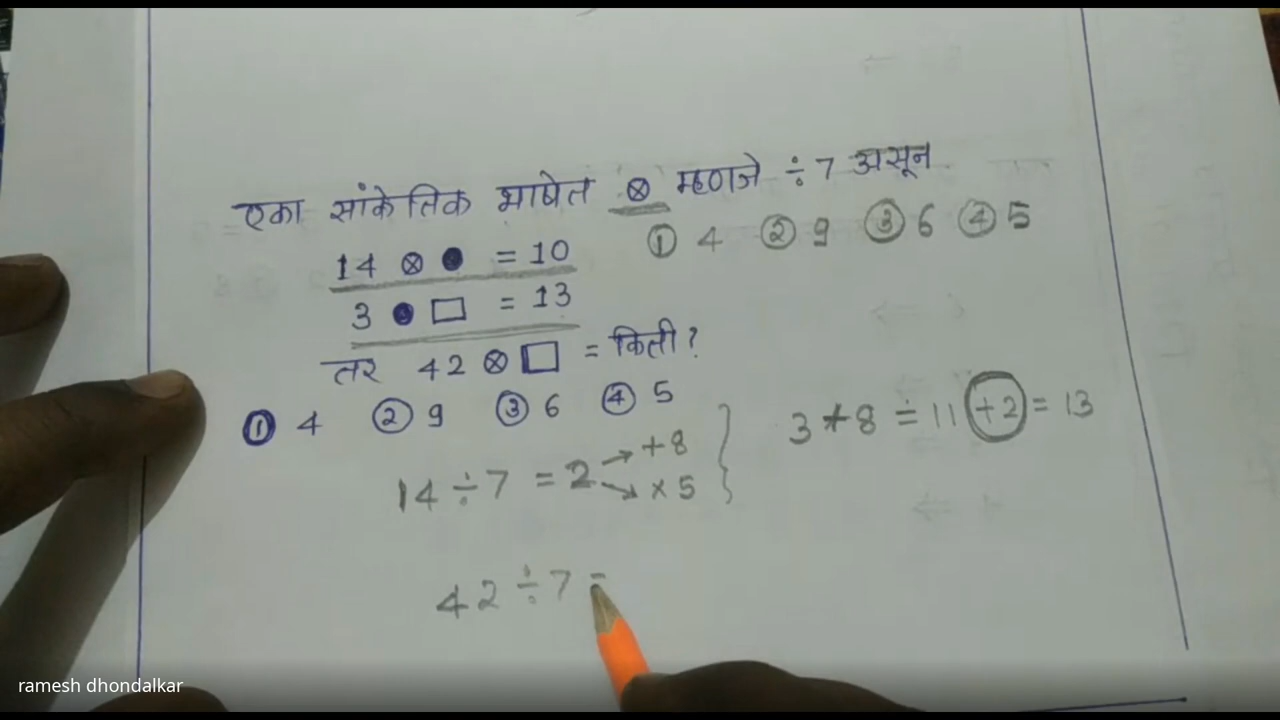 एका सांकेतिक भाषेत ⊗ म्हणजे ÷7 असून
14 ⊗ ● = 10
① 4 ② 9 ③ 6 ④ 5
3 ● □ = 13
तर 42 ⊗ □ = किती?
① 4 ② 9 ③ 6 ④ 5
3 + 8 = 11 +2 = 13
14 ÷ 7 = 2 → +8
→ × 5
42 ÷ 7 =
ramesh dhondalkar